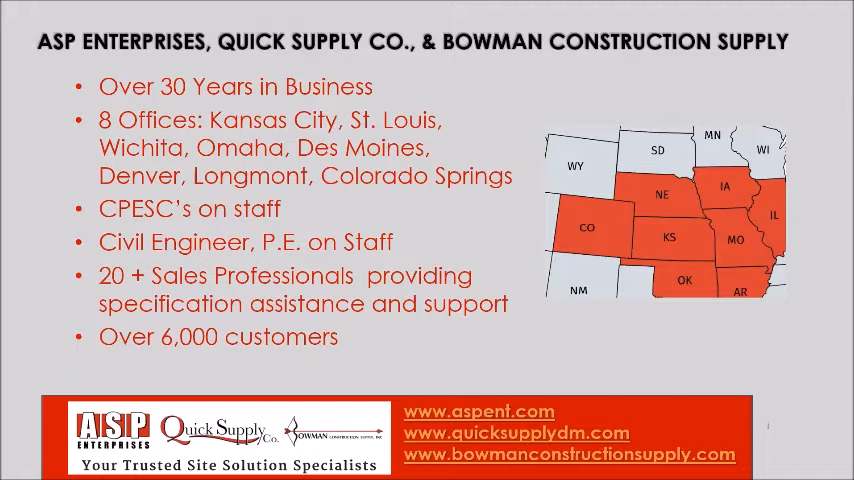 ASP ENTERPRISES, QUICK SUPPLY CO., & BOWMAN CONSTRUCTION SUPPLY
• Over 30 Years in Business
• 8 Offices: Kansas City, St. Louis,
Wichita, Omaha, Des Moines,
Denver, Longmont, Colorado Springs
• CPESC's on staff
• Civil Engineer, P.E. on Staff
• 20 + Sales Professionals providing
specification assistance and support
• Over 6,000 customers
MN
SD
WI
WY
IA
NE
IL
CO
KS
MO
OK
NM
AR
ASP
ENTERPRISES
Quick Supply Co.
BOWMAN CONSTRUCTION SUPPLY, INC
Your Trusted Site Solution Specialists
www.aspent.com
www.quicksupplydm.com
www.bowmanconstructionsupply.com